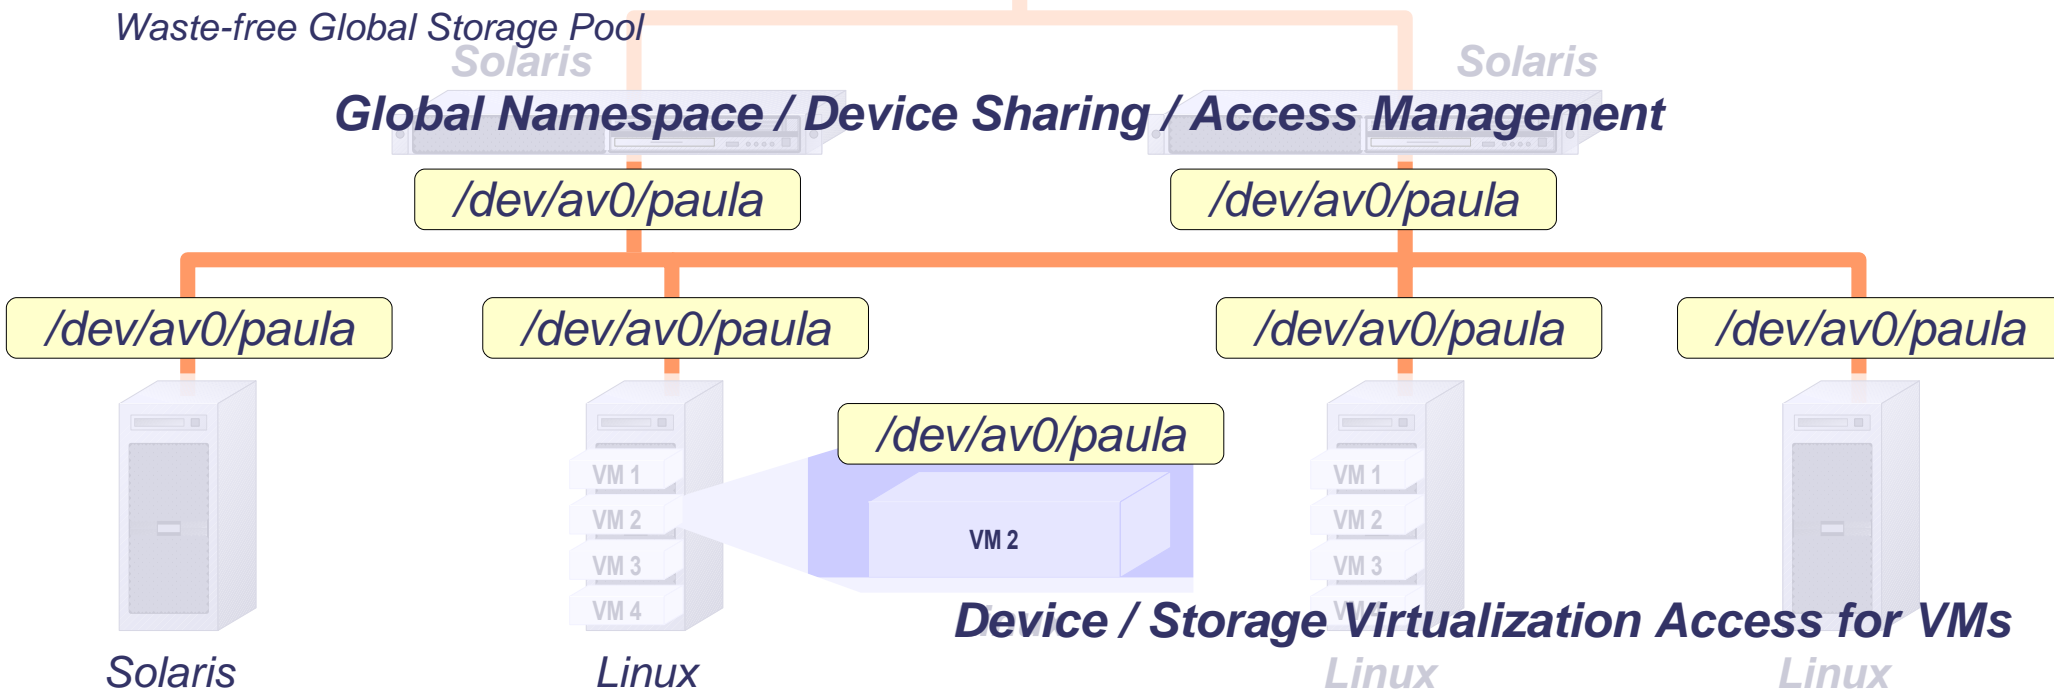 Waste-free Global Storage Pool
Solaris Solaris
Global Namespace / Device Sharing / Access Management
/dev/av0/paula /dev/av0/paula
/dev/av0/paula /dev/av0/paula /dev/av0/paula /dev/av0/paula
/dev/av0/paula
VM 1 VM 1
VM 2 VM 2 VM 2
VM 3 VM 3
VM 4
Device / Storage Virtualization Access for VMs
Solaris Linux Linux Linux